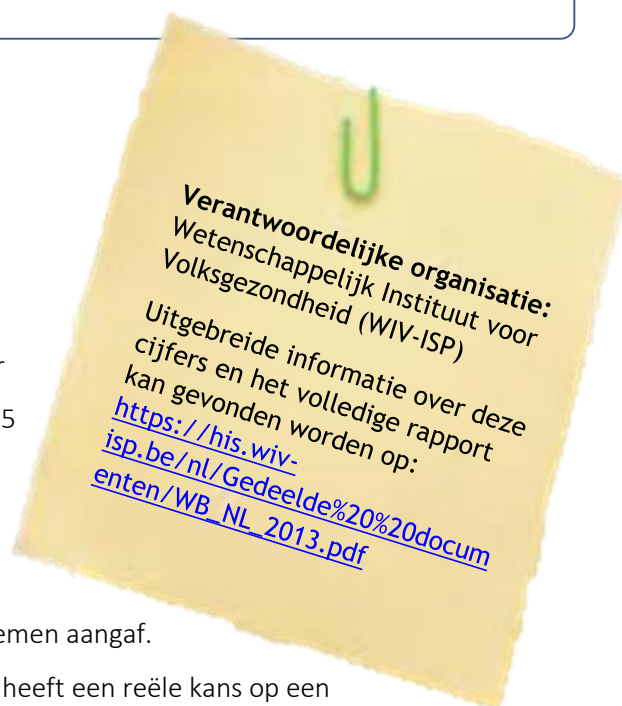 Verantwoordelijke organisatie:
Wetenschappelijk Instituut voor
Volksgezondheid (WIV-ISP)
Uitgebreide informatie over deze
cijfers en het volledige rapport
kan gevonden worden op:
https://his.wiv-
isp.be/nl/Gedeelde%20%20docum
enten/WB_NL_2013.pdf
5
emen aangaf.
heeft een reële kans op een